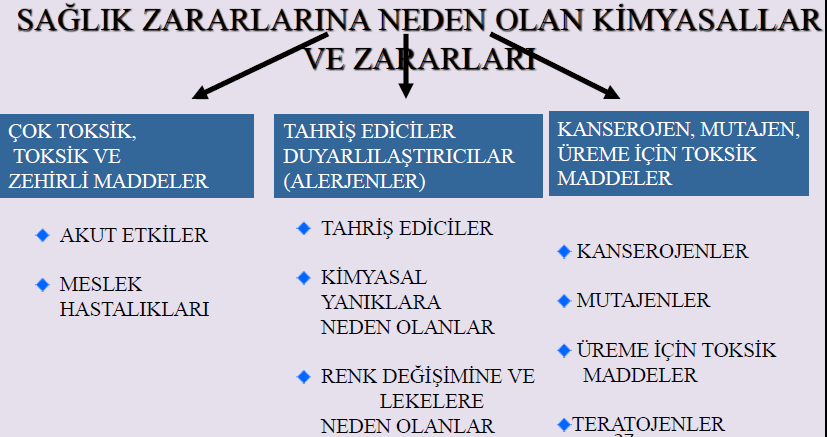 SAĞLIK ZARARLARINA NEDEN OLAN KİMYASALLAR
VE ZARARLARI
ÇOK TOKSİK,
TOKSİK VE
ZEHİRLİ MADDELER
AKUT ETKİLER
MESLEK
HASTALIKLARI
TAHRİŞ EDİCİLER
DUYARLILAŞTIRICILAR
(ALERJENLER)
TAHRİŞ EDİCİLER
KİMYASAL
YANIKLARA
NEDEN OLANLAR
RENK DEĞİŞİMİNE VE
LEKELERE
NEDEN OLANLAR
KANSEROJEN, MUTAJEN,
ÜREME İÇİN TOKSİK
MADDELER
KANSEROJENLER
MUTAJENLER
ÜREME İÇİN TOKSİK
MADDELER
TERATOJENLER